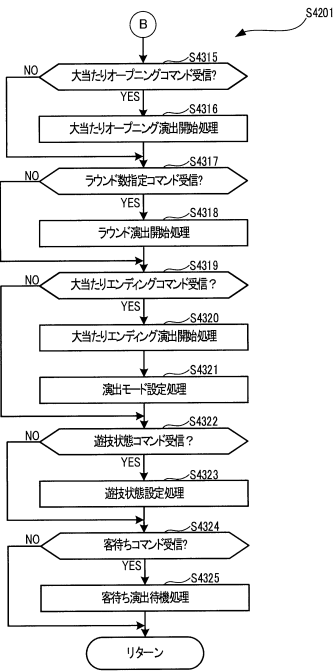 S4201
B
S4315
大当たりオープニングコマンド受信?
NO
YES
S4316
大当たりオープニング演出開始処理
S4317
ラウンド数指定コマンド受信?
NO
YES
S4318
ラウンド演出開始処理
S4319
大当たりエンディングコマンド受信？
NO
YES
S4320
大当たりエンディング演出開始処理
S4321
演出モード設定処理
S4322
遊技状態コマンド受信？
NO
YES
S4323
遊技状態設定処理
S4324
客待ちコマンド受信?
NO
YES
S4325
客待ち演出待機処理
リターン